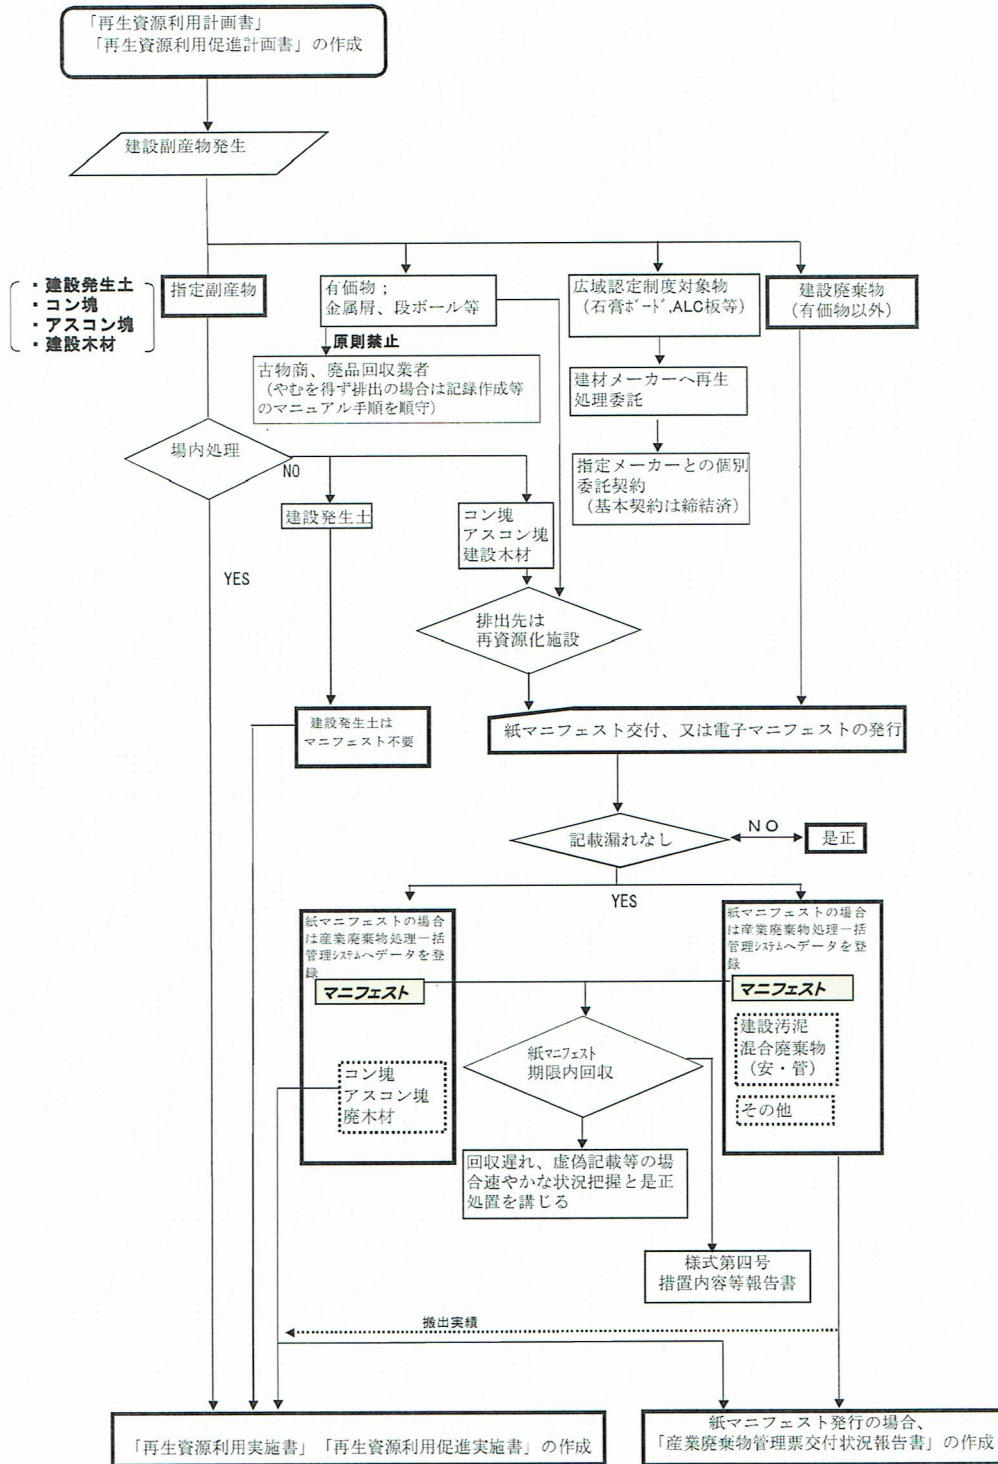 「再生資源利用計画書」
「再生資源利用促進計画書」の作成
建設副産物発生
・建設発生土
・コン塊
・アスコン塊
・建設木材
指定副産物
有価物；
金属屑、段ボール等
広域認定制度対象物
（石膏ﾎﾞｰﾄﾞ,ALC板等）
建設廃棄物
（有価物以外）
原則禁止
古物商、廃品回収業者
（やむを得ず排出の場合は記録作成等
のマニュアル手順を順守）
建材メーカーへ再生
処理委託
指定メーカーとの個別
委託契約
（基本契約は締結済）
場内処理
NO
建設発生土
コン塊
アスコン塊
建設木材
YES
排出先は
再資源化施設
建設発生土は
マニフェスト不要
紙マニフェスト交付、又は電子マニフェストの発行
記載漏れなし
ＮＯ
是正
YES
紙マニフェストの場合
は産業廃棄物処理一括
管理ｼｽﾃﾑへデータを登
録
マニフェスト
コン塊
アスコン塊
廃木材
紙ﾏﾆﾌｪｽﾄ
期限内回収
紙マニフェストの場合
は産業廃棄物処理一括
管理ｼｽﾃﾑへデータを登
録
マニフェスト
建設汚泥
混合廃棄物
（安・管）
その他
回収遅れ、虚偽記載等の場
合速やかな状況把握と是正
処置を講じる
様式第四号
措置内容等報告書
搬出実績
「再生資源利用実施書」「再生資源利用促進実施書」の作成
紙マニフェスト発行の場合、
「産業廃棄物管理票交付状況報告書」の作成